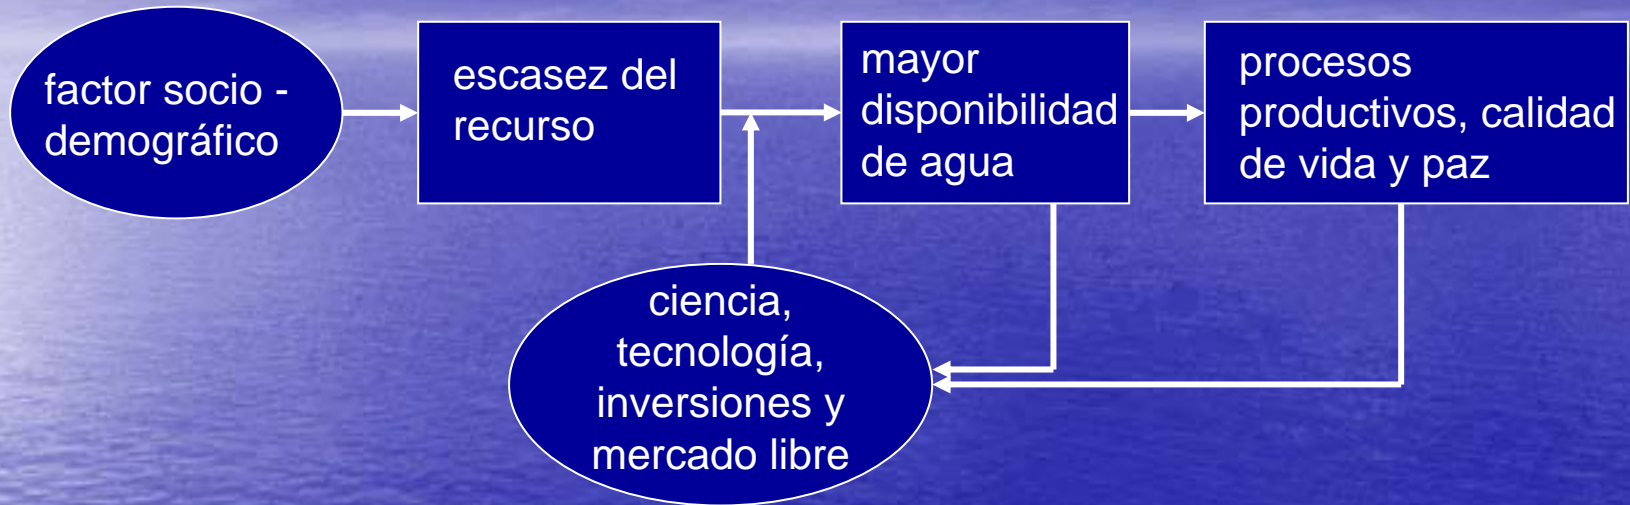 factor socio -
demográfico
escasez del
recurso
mayor
disponibilidad
de agua
procesos
productivos, calidad
de vida y paz
ciencia,
tecnología,
inversiones y
mercado libre